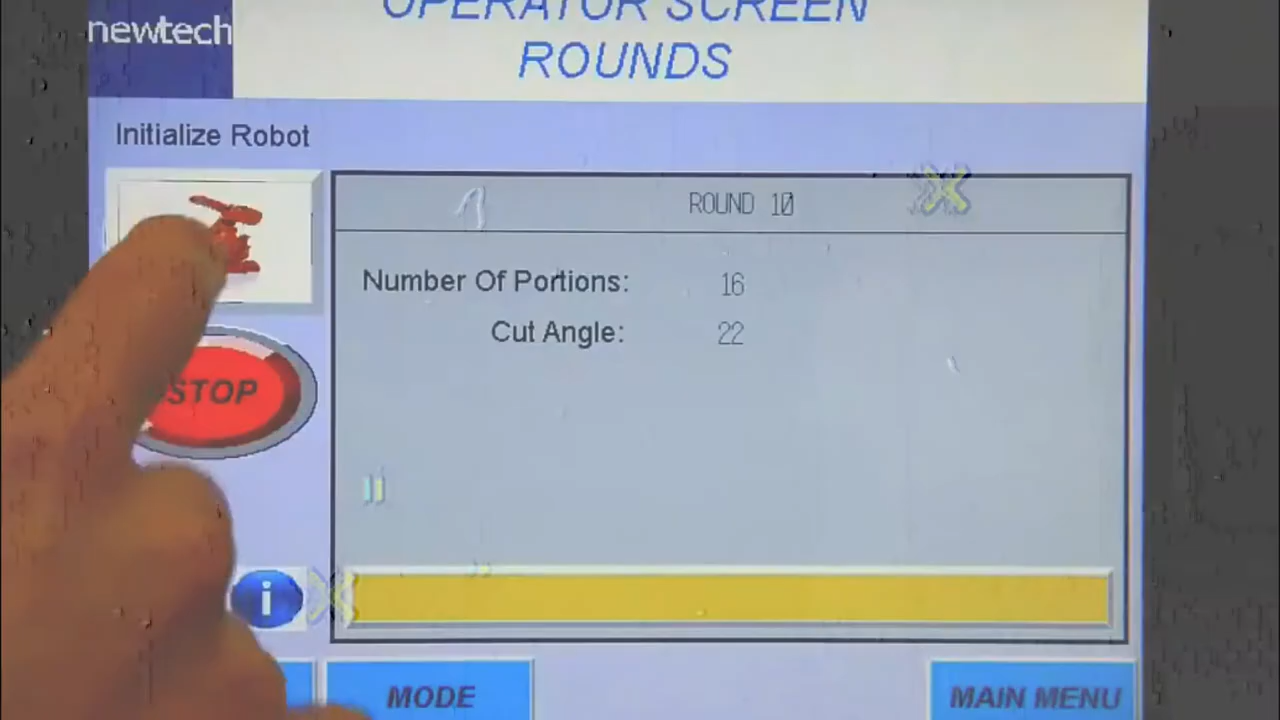 newtech
OPERATOR SCREEN
ROUNDS
Initialize Robot
ROUND 10
Number Of Portions: 16
Cut Angle: 22
STOP
i
MODE
MAIN MENU